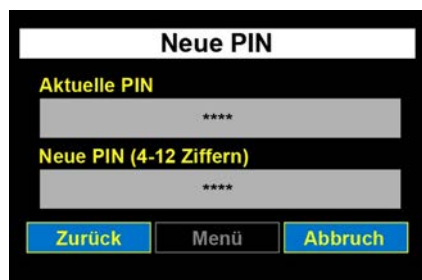 Neue PIN
Aktuelle PIN
****
Neue PIN (4-12 Ziffern)
****
Zurück Menü Abbruch